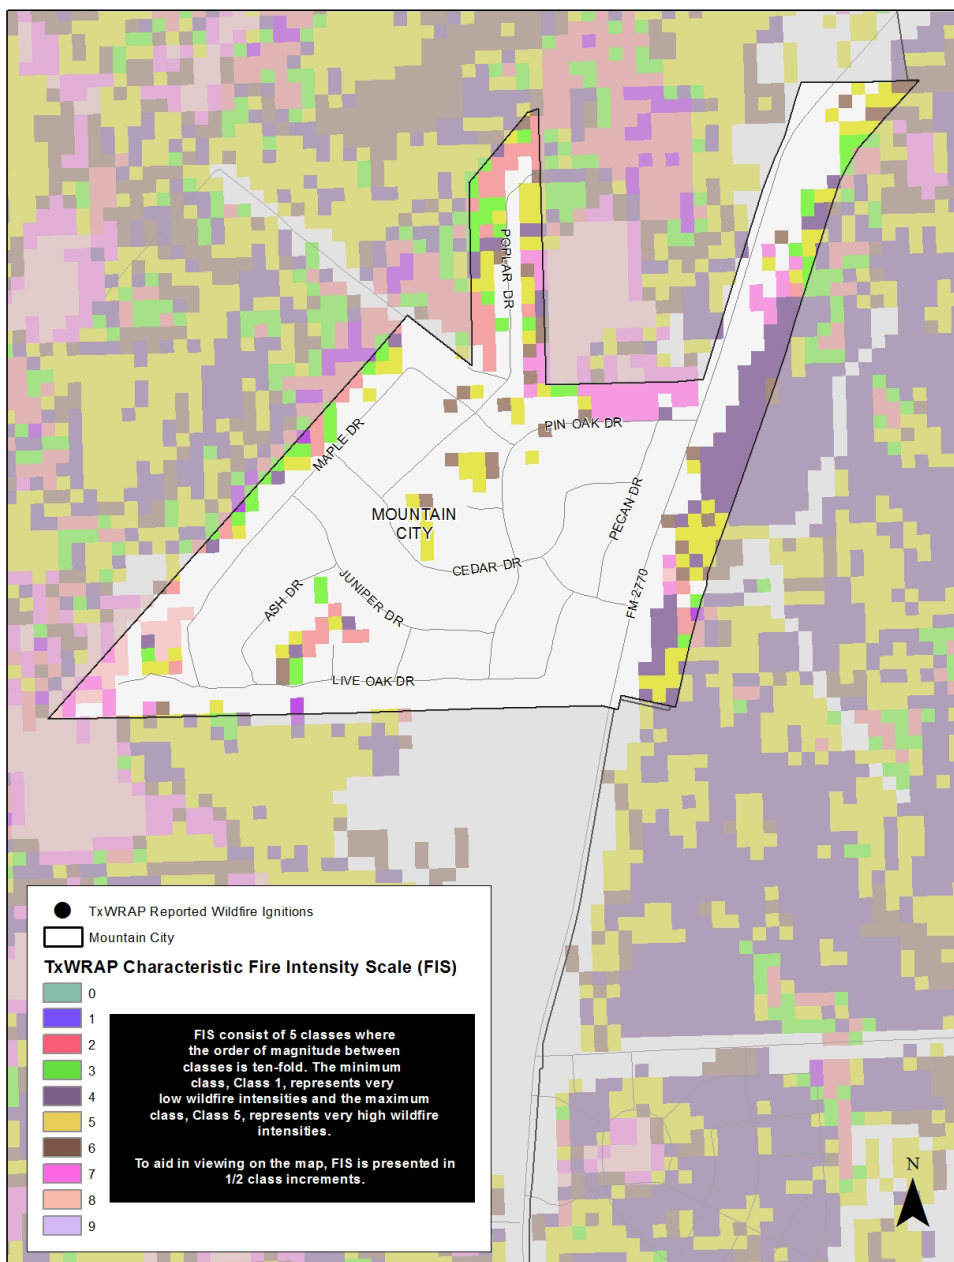 POPLAR DR
PIN OAK DR
MAPLE DR
MOUNTAIN
CITY
PECAN DR
CEDAR DR
ASH DR
JUNIPER DR
FM 2770
LIVE OAK DR
TxWRAP Reported Wildfire Ignitions
Mountain City
TxWRAP Characteristic Fire Intensity Scale (FIS)
0
1
2
3
4
5
6
7
8
9
FIS consist of 5 classes where
the order of magnitude between
classes is ten-fold. The minimum
class, Class 1, represents very
low wildfire intensities and the maximum
class, Class 5, represents very high wildfire
intensities.
To aid in viewing on the map, FIS is presented in
1/2 class increments.
N